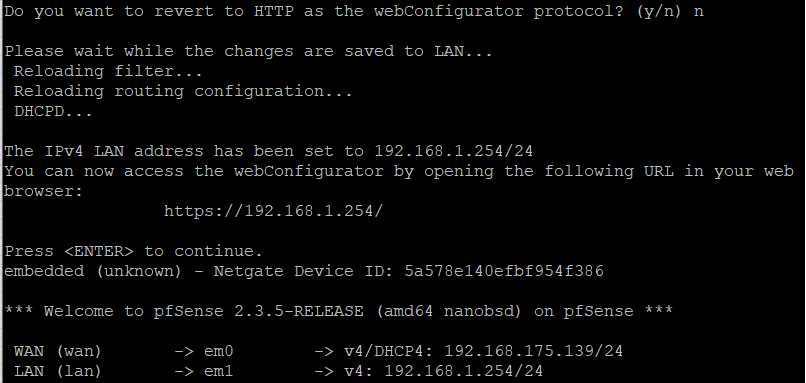 Do you want to revert to HTTP as the webConfigurator protocol? (y/n) n
Please wait while the changes are saved to LAN...
Reloading filter...
Reloading routing configuration...
DHCPD...
The IPv4 LAN address has been set to 192.168.1.254/24
You can now access the webConfigurator by opening the following URL in your web
browser:
https://192.168.1.254/
Press <ENTER> to continue.
embedded (unknown) - Netgate Device ID: 5a578e140efbf954f386
*** Welcome to pfSense 2.3.5-RELEASE (amd64 nanobsd) on pfSense ***
WAN (wan) -> em0 -> v4/DHCP4: 192.168.175.139/24
LAN (lan) -> em1 -> v4: 192.168.1.254/24